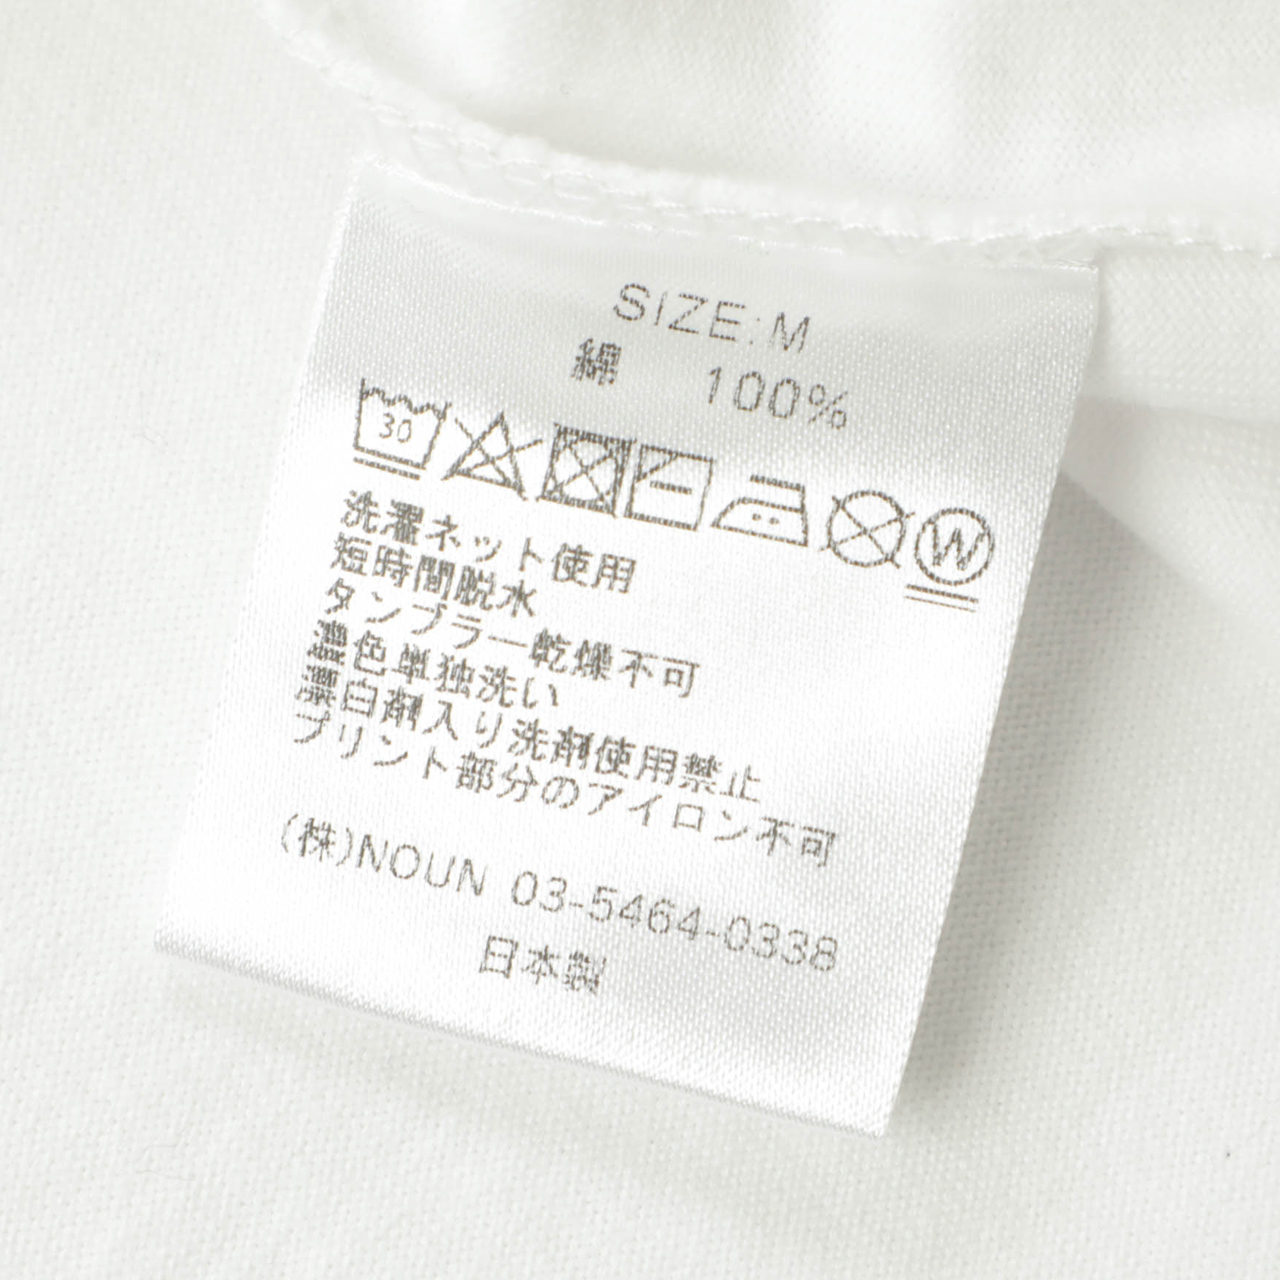 SIZE:M
綿 100%
30
W
洗濯ネット使用
短時間脱水
タンブラー乾燥不可
濃色単独洗い
漂白剤入り洗剤使用禁止
プリント部分のアイロン不可
(株)NOUN 03-5464-0338
日本製